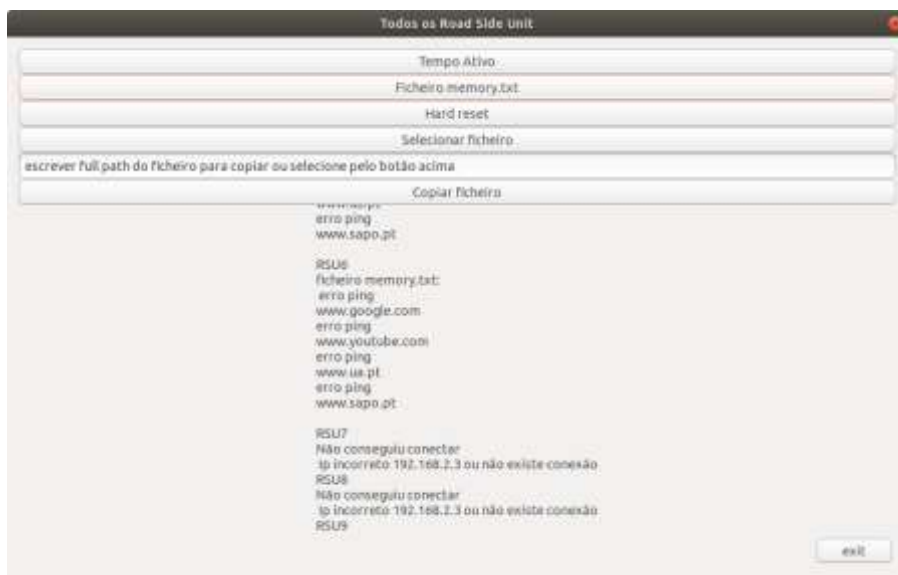 Todos os Road Side Unit
Tempo Ativo
Ficheiro memory.txt
Hard reset
Selecionar ficheiro
escrever full path do ficheiro para copiar ou selecione pelo botão acima
Copiar ficheiro
www.ua.pt
erro ping
www.sapo.pt
RSU6
ficheiro memory.txt:
erro ping
www.google.com
erro ping
www.youtube.com
erro ping
www.ua.pt
erro ping
www.sapo.pt
RSU7
Não conseguiu conectar
Ip incorreto 192.168.2.3 ou não existe conexão
RSU8
Não conseguiu conectar
Ip incorreto 192.168.2.3 ou não existe conexão
RSU9
exit